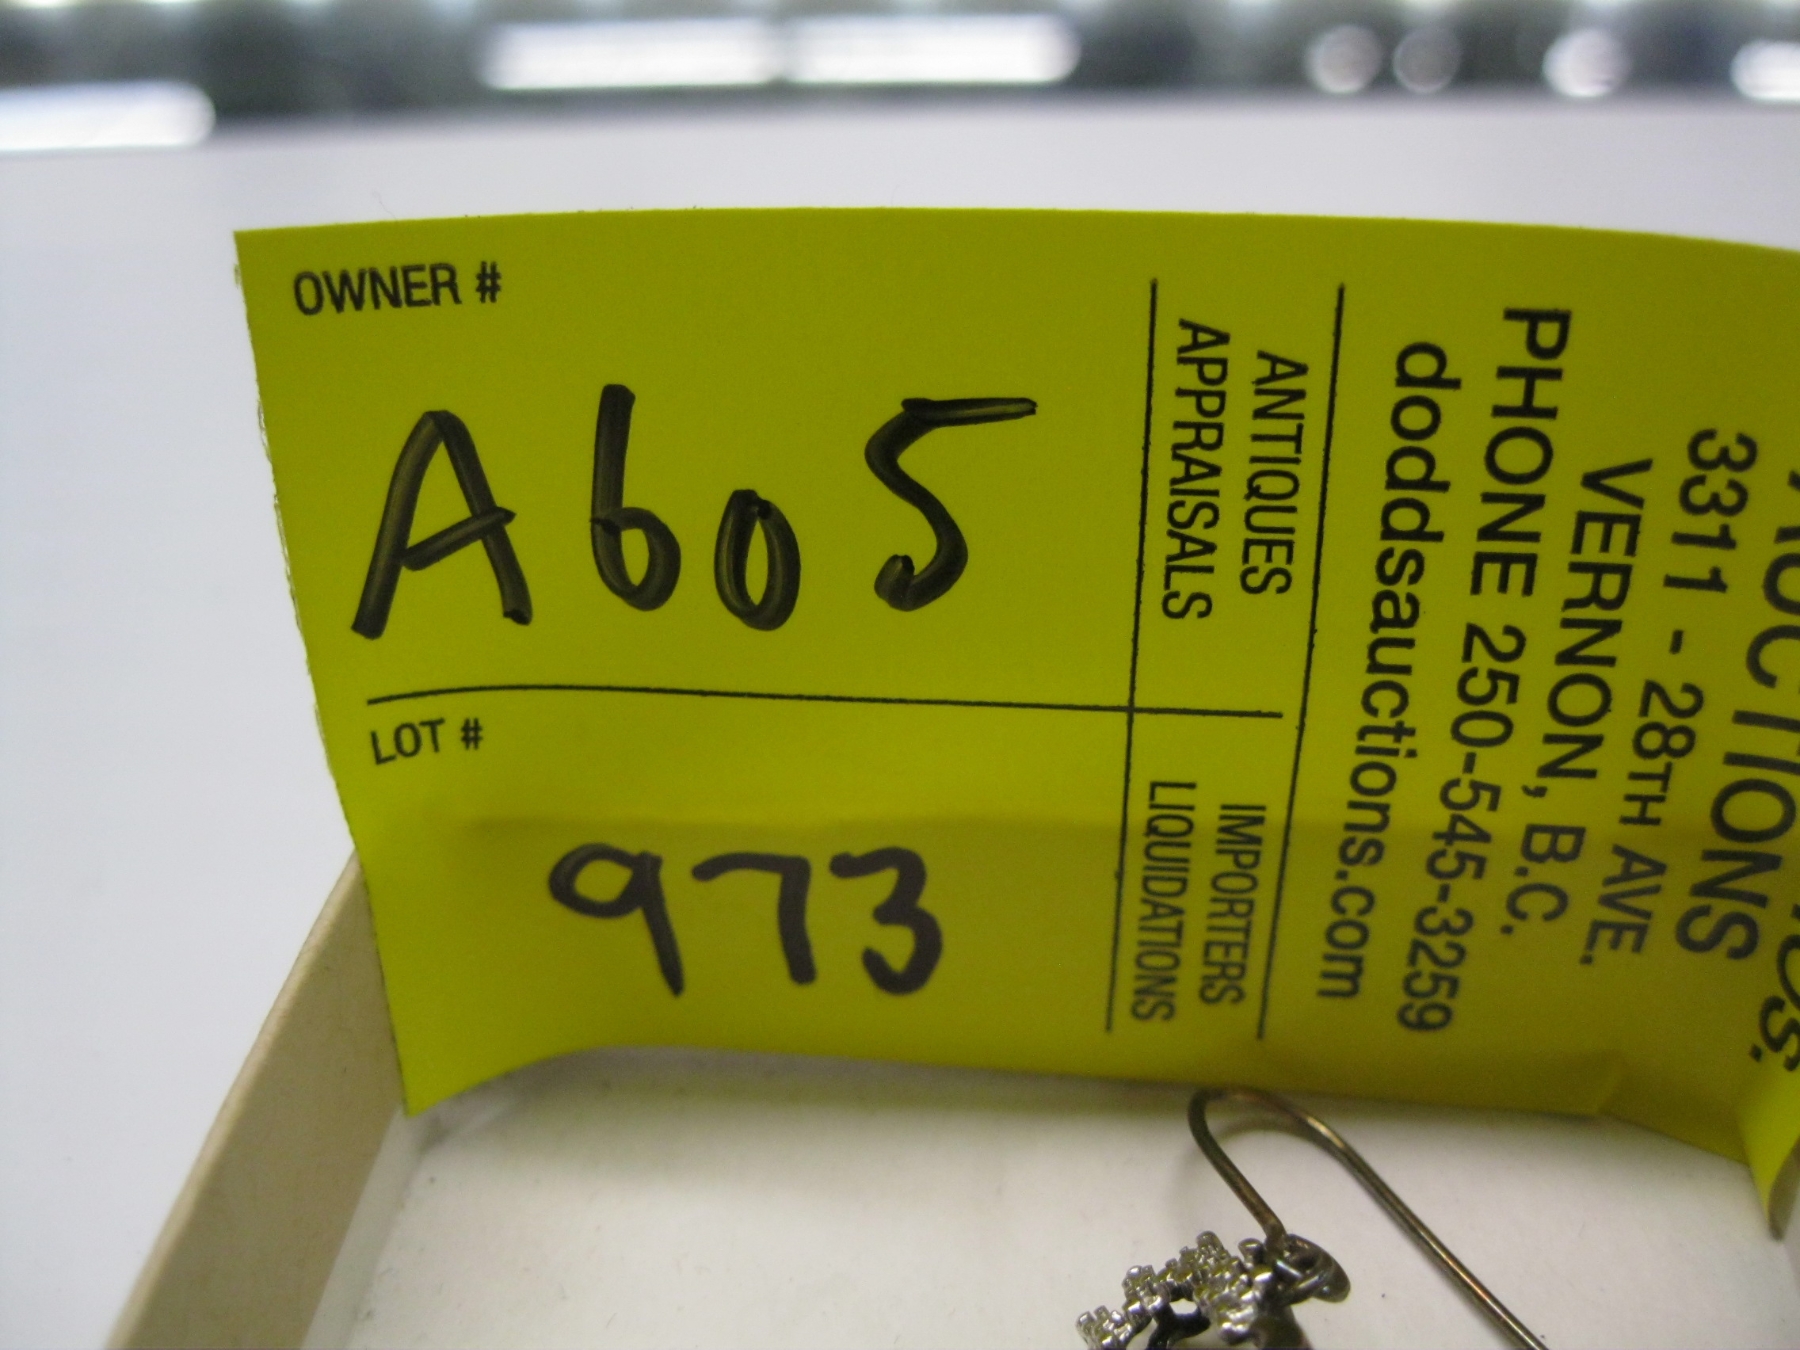 OWNER #
A605
LOT #
973
ANTIQUES
APPRAISALS
IMPORTERS
LIQUIDATIONS
3311 - 28TH AVE.
VERNON, B.C.
PHONE 250-545-3259
doddsauctions.com